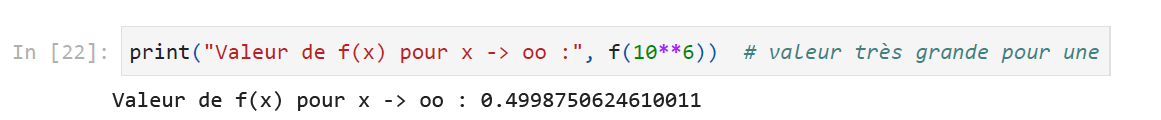 In [22]: print("Valeur de f(x) pour x -> oo :", f(10**6))  # valeur très grande pour une
Valeur de f(x) pour x -> oo : 0.4998750624610011